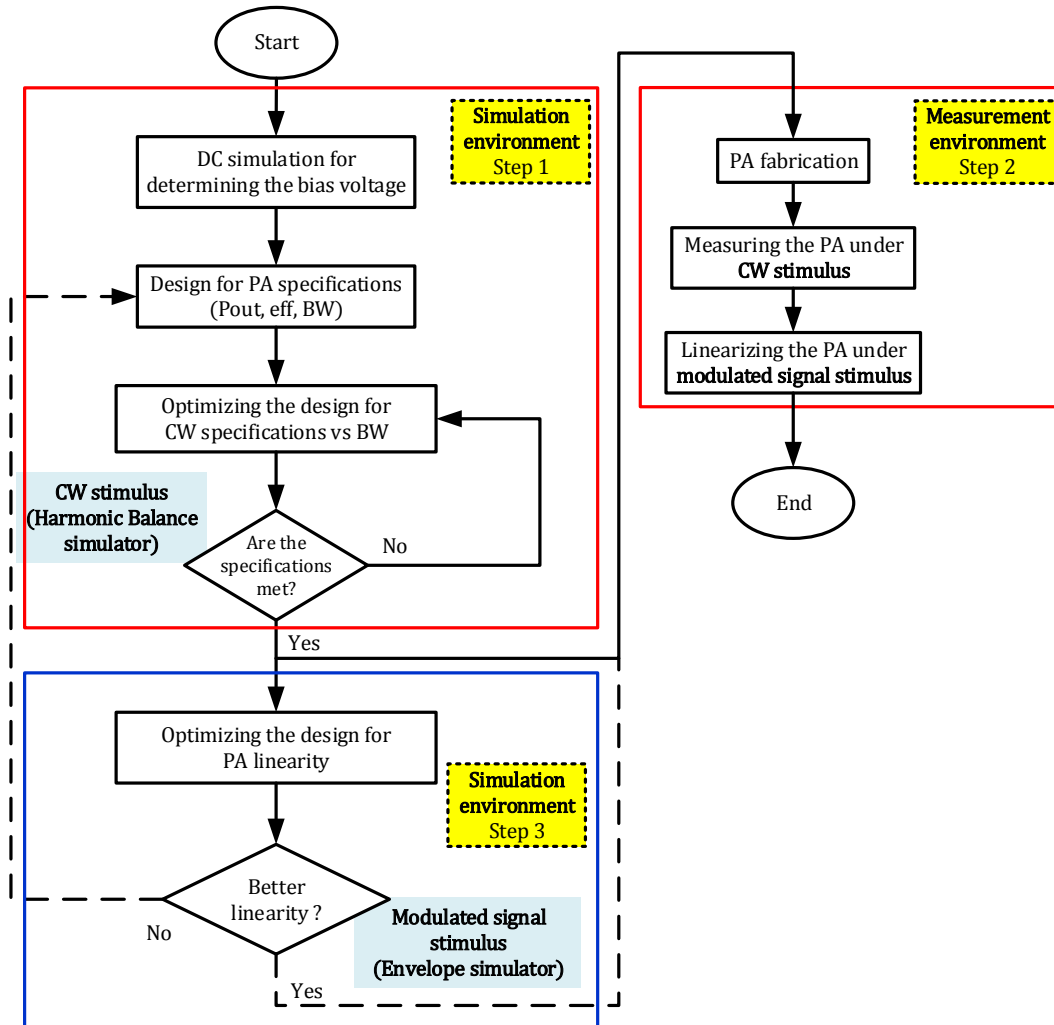 Start
Simulation
environment
Step 1
DC simulation for
determining the bias voltage
Design for PA specifications
(Pout, eff, BW)
Optimizing the design for
CW specifications vs BW
CW stimulus
(Harmonic Balance
simulator)
Are the
specifications
met?
No
Yes
Optimizing the design for
PA linearity
Simulation
environment
Step 3
Better
linearity ?
No
Modulated signal
stimulus
(Envelope simulator)
Yes
Measurement
environment
Step 2
PA fabrication
Measuring the PA under
CW stimulus
Linearizing the PA under
modulated signal stimulus
End